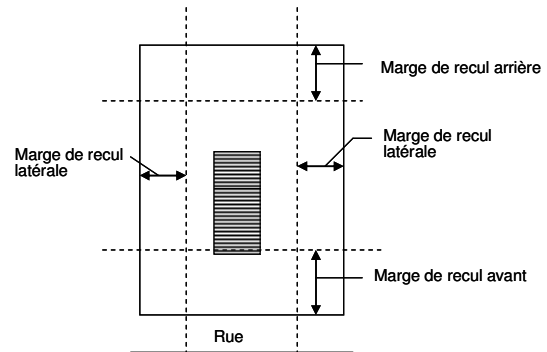 Marge de recul arrière
Marge de recul
latérale
Marge de recul
latérale
Marge de recul avant
Rue